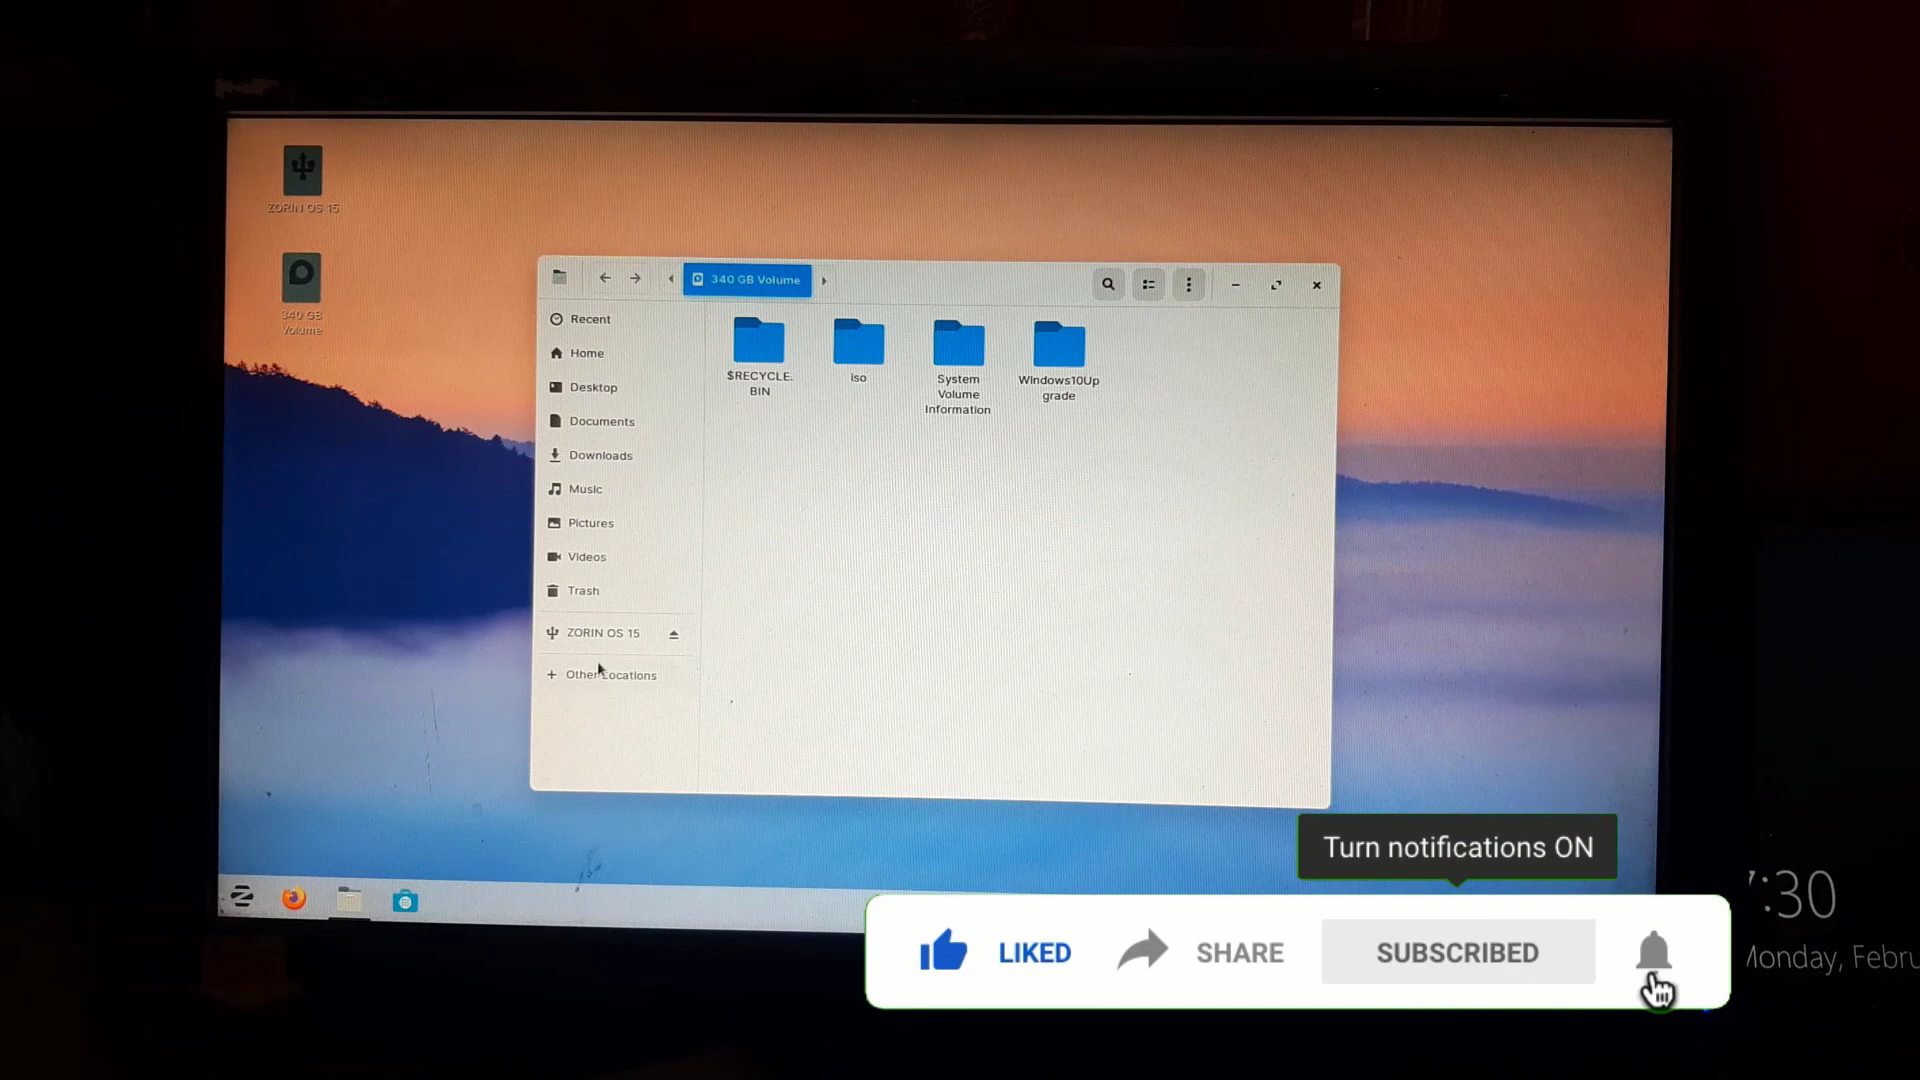 ZORIN OS 15
340 GB
Volume
340 GB Volume
Recent
Home
Desktop
Documents
Downloads
Music
Pictures
Videos
Trash
ZORIN OS 15
Other Locations
$RECYCLE.
BIN
iso
System
Volume
Information
Windows10Up
grade
Turn notifications ON
LIKED
SHARE
SUBSCRIBED
:30
Monday, Febru